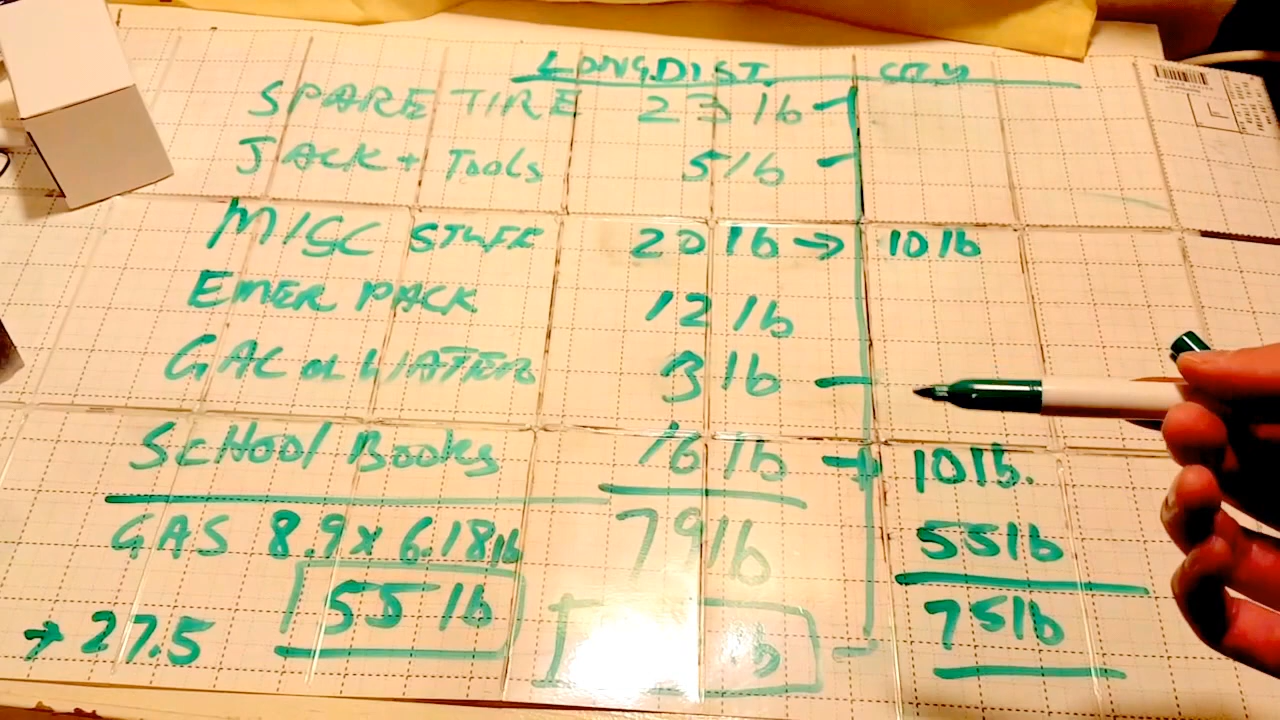 LONGDIST. CITY
SPARE TIRE 23 lb -
JACK + Tools 5 lb -
MISC STUFF 20 lb → 10 lb
EMER PACK 12 lb
GAL OF WATER 3 lb -
SCHOOL BOOKS 16 lb → 10 lb.
79 lb
GAS 8.9 x 6.18 lb 55 lb
55 lb 75 lb
→ 27.5